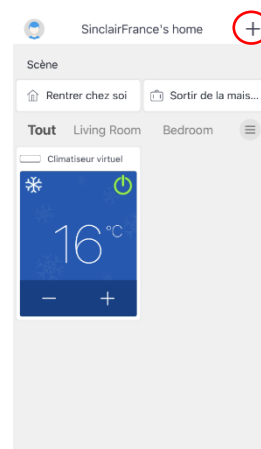 SinclairFrance's home +
Scène
Rentrer chez soi Sortir de la mais...
Tout Living Room Bedroom
Climatiseur virtuel
16°C
− +